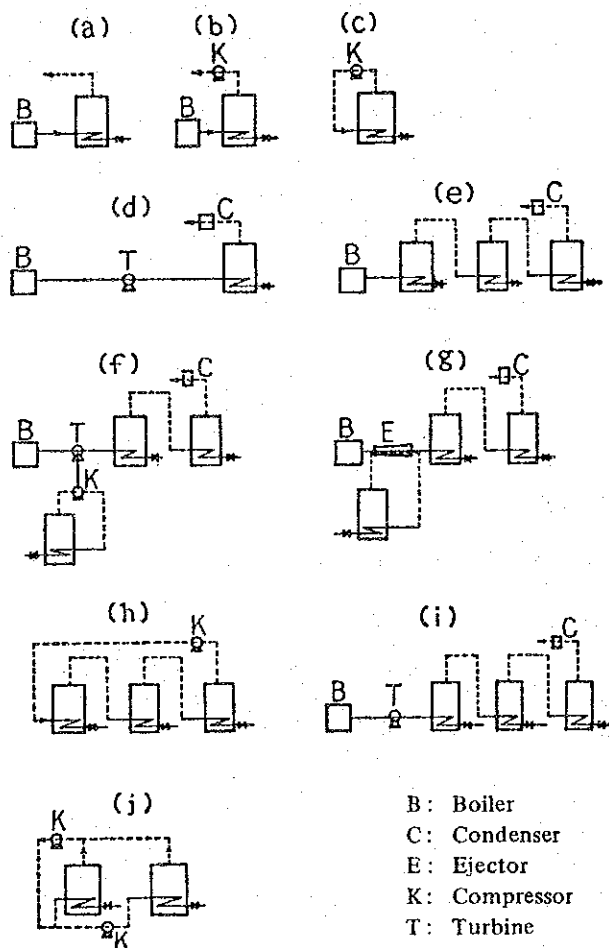 (a)
(b)
(c)
K
K
B
B
(d)
(e)
C
C
B
T
B
(f)
(g)
C
C
B
T
B
E
K
(h)
(i)
K
C
B
T
(j)
K
K
B: Boiler
C: Condenser
E: Ejector
K: Compressor
T: Turbine